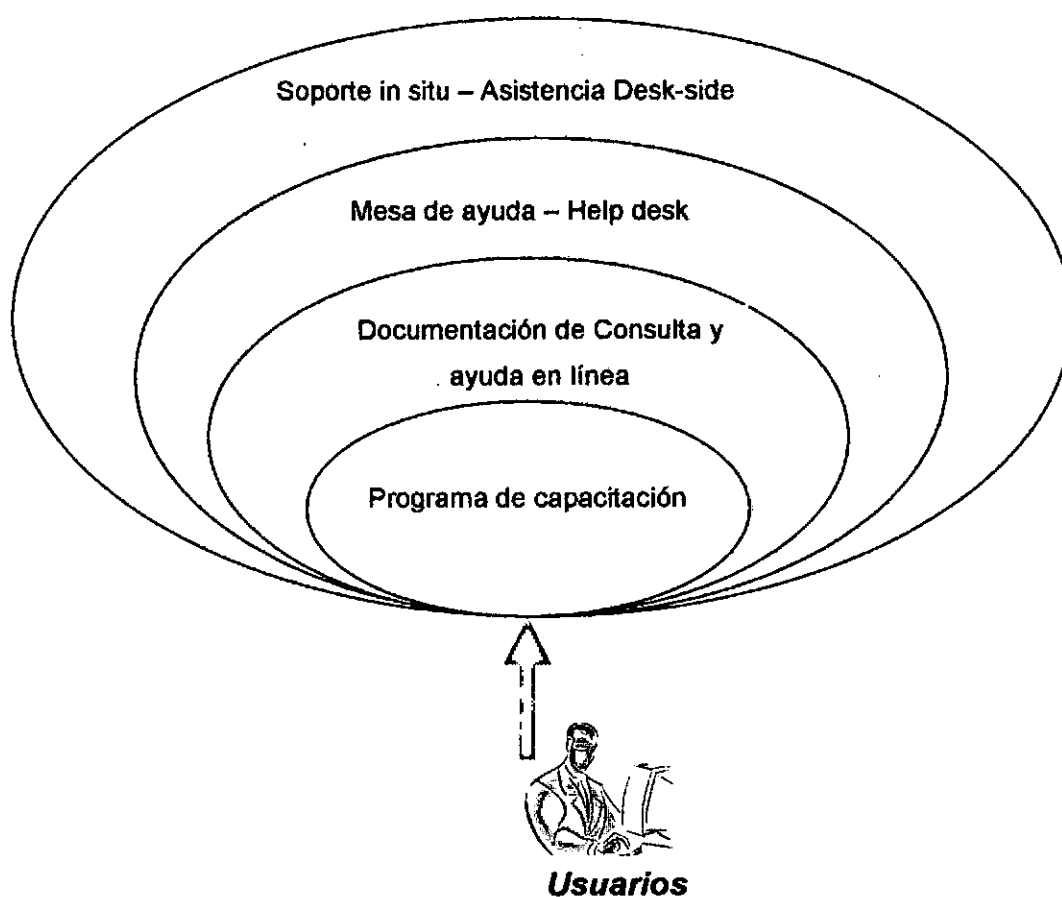 Soporte in situ – Asistencia Desk-side
Mesa de ayuda – Help desk
Documentación de Consulta y
ayuda en línea
Programa de capacitación
Usuarios